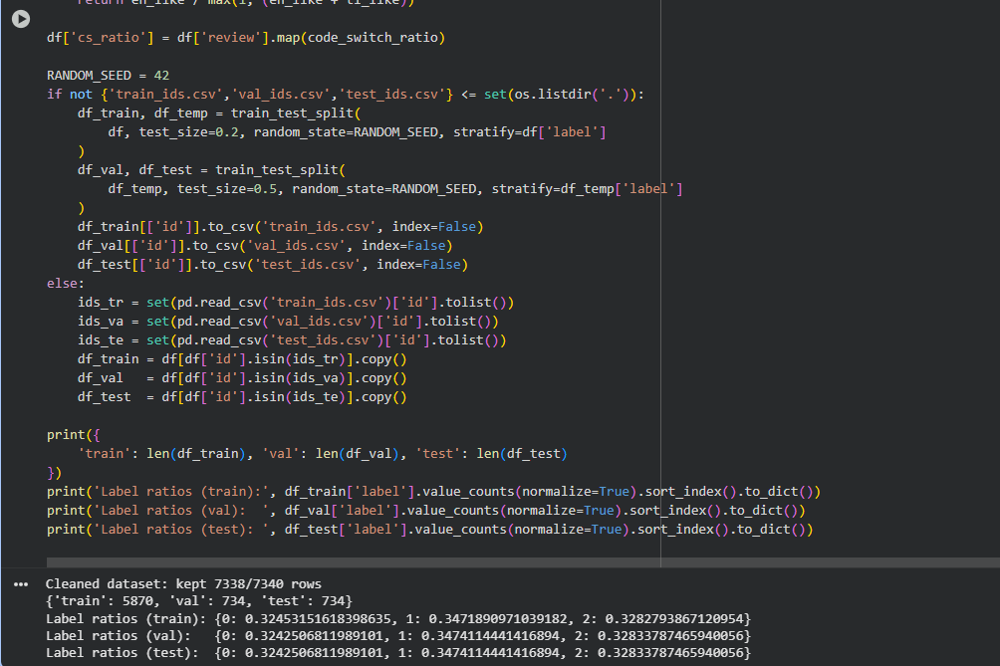 return en_like / max(1, (en_like + tl_like))
df['cs_ratio'] = df['review'].map(code_switch_ratio)
RANDOM_SEED = 42
if not {'train_ids.csv','val_ids.csv','test_ids.csv'} <= set(os.listdir('.')):
    df_train, df_temp = train_test_split(
        df, test_size=0.2, random_state=RANDOM_SEED, stratify=df['label']
    )
    df_val, df_test = train_test_split(
        df_temp, test_size=0.5, random_state=RANDOM_SEED, stratify=df_temp['label']
    )
    df_train[['id']].to_csv('train_ids.csv', index=False)
    df_val[['id']].to_csv('val_ids.csv', index=False)
    df_test[['id']].to_csv('test_ids.csv', index=False)
else:
    ids_tr = set(pd.read_csv('train_ids.csv')['id'].tolist())
    ids_va = set(pd.read_csv('val_ids.csv')['id'].tolist())
    ids_te = set(pd.read_csv('test_ids.csv')['id'].tolist())
    df_train = df[df['id'].isin(ids_tr)].copy()
    df_val   = df[df['id'].isin(ids_va)].copy()
    df_test  = df[df['id'].isin(ids_te)].copy()
print({
    'train': len(df_train), 'val': len(df_val), 'test': len(df_test)
})
print('Label ratios (train):', df_train['label'].value_counts(normalize=True).sort_index().to_dict())
print('Label ratios (val):  ', df_val['label'].value_counts(normalize=True).sort_index().to_dict())
print('Label ratios (test): ', df_test['label'].value_counts(normalize=True).sort_index().to_dict())
Cleaned dataset: kept 7338/7340 rows
{'train': 5870, 'val': 734, 'test': 734}
Label ratios (train): {0: 0.32453151618398635, 1: 0.3471890971039182, 2: 0.3282793867120954}
Label ratios (val):   {0: 0.3242506811989101, 1: 0.3474114441416894, 2: 0.32833787465940056}
Label ratios (test):  {0: 0.3242506811989101, 1: 0.3474114441416894, 2: 0.32833787465940056}